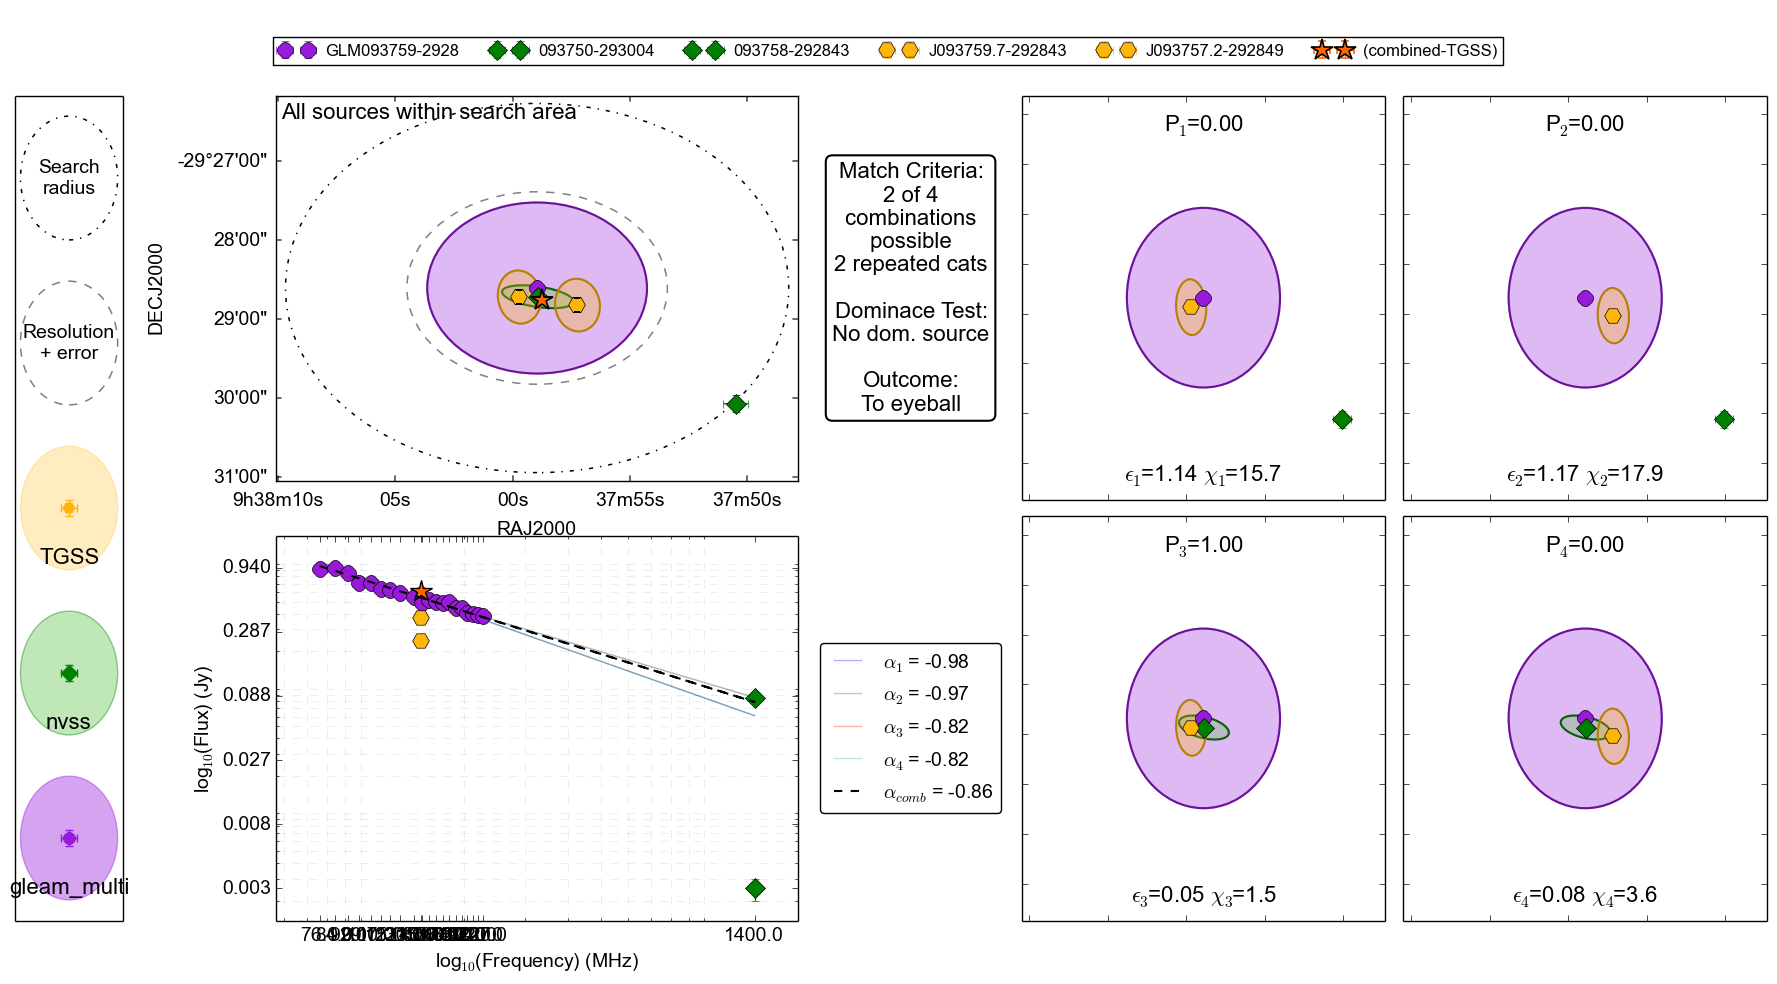 GLM093759-2928
093750-293004
093758-292843
J093759.7-292843
J093757.2-292849
(combined-TGSS)
Search
radius
Resolution
+ error
TGSS
nvss
gleam_multi
All sources within search area
DECJ2000
-29°27'00"
28'00"
29'00"
30'00"
31'00"
9h38m10s
05s
00s
37m55s
37m50s
RAJ2000
Match Criteria:
2 of 4
combinations
possible
2 repeated cats
Dominace Test:
No dom. source
Outcome:
To eyeball
log10(Flux) (Jy)
0.940
0.287
0.088
0.027
0.008
0.003
1400.0
log10(Frequency) (MHz)
α1 = -0.98
α2 = -0.97
α3 = -0.82
α4 = -0.82
αcomb = -0.86
P1=0.00
ϵ1=1.14 χ1=15.7
P2=0.00
ϵ2=1.17 χ2=17.9
P3=1.00
ϵ3=0.05 χ3=1.5
P4=0.00
ϵ4=0.08 χ4=3.6